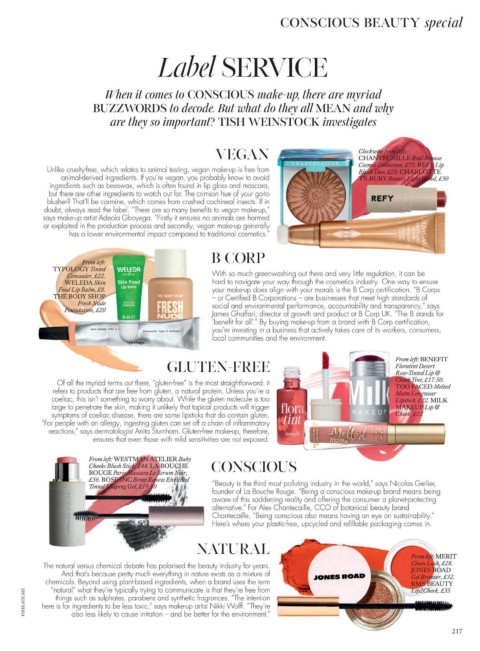 CONSCIOUS BEAUTY special
Label SERVICE
When it comes to CONSCIOUS make-up, there are myriad
BUZZWORDS to decode. But what do they all MEAN and why
are they so important? TISH WEINSTOCK investigates
VEGAN
Unlike cruelty-free, which relates to animal testing, vegan make-up is free from
animal-derived ingredients. If you're vegan, you probably know to avoid
ingredients such as beeswax, which is often found in lip gloss and mascara,
but there are other ingredients to watch out for. The crimson hue of your go-to
blusher? That'll be carmine, which comes from crushed cochineal insects. If in
doubt, always read the label. "There are so many benefits to vegan make-up,"
says make-up artist Adeola Gboyega. "Firstly it ensures no animals are harmed
or exploited in the production process and secondly, vegan make-up generally
has a lower environmental impact compared to traditional cosmetics."
CHANTECAILLE Rose Bronze
£75. REFY Lip
CHARLOTTE
TILBURY £30
REFY
From left:
TYPOLOGY Tinted
Concealer, £22.
WELEDA Skin
Food Lip Balm, £8.
THE BODY SHOP
Fresh Nude
Foundation, £20
WELEDA
Skin Food
Lip Balm
FRESH
NUDE
B CORP
With so much greenwashing out there and very little regulation, it can be
hard to navigate your way through the cosmetics industry. One way to ensure
your make-up does align with your morals is the B Corp certification. "B Corps
– or Certified B Corporations – are businesses that meet high standards of
social and environmental performance, accountability and transparency," says
James Ghaffari, director of growth and product at B Corp UK. "The B stands for
'benefit for all'." By buying make-up from a brand with B Corp certification,
you're investing in a business that actively takes care of its workers, consumers,
local communities and the environment.
GLUTEN-FREE
Of all the myriad terms out there, "gluten-free" is the most straightforward: it
refers to products that are free from gluten, a natural protein. Unless you're a
coeliac, this isn't something to worry about. While the gluten molecule is too
large to penetrate the skin, making it unlikely that topical products will trigger
symptoms of coeliac disease, there are some lipsticks that do contain gluten.
"For people with an allergy, ingesting gluten can set off a chain of inflammatory
reactions," says dermatologist Anita Sturnham. Gluten-free make-up, therefore,
ensures that even those with mild sensitivities are not exposed.
flora
tint
benefit
Milk
MAKEUP
Melted
matte
From left: BENEFIT
Floratint Desert
Rose-Tinted Lip &
Cheek Tint, £17.50.
TOO FACED Melted
Matte Longwear
Lipstick, £22. MILK
MAKEUP Lip &
From left: WESTMAN ATELIER Baby
Cheeks Blush Stick, £44. LA BOUCHE
ROUGE Le Serum Noir,
£36. ROSE INC Brow Renew Enriched
Tinted Shaping Gel,
CONSCIOUS
"Beauty is the third most polluting industry in the world," says Nicolas Gerlier,
founder of La Bouche Rouge. "Being a conscious make-up brand means being
aware of this saddening reality and offering the consumer a planet-protecting
alternative." For Alex Chantecaille, CCO of botanical beauty brand
Chantecaille, "Being conscious also means having an eye on sustainability."
Here's where your plastic-free, upcycled and refillable packaging comes in.
NATURAL
The natural versus chemical debate has polarised the beauty industry for years.
And that's because pretty much everything in nature exists as a mixture of
chemicals. Beyond using plant-based ingredients, when a brand uses the term
"natural" what they're typically trying to communicate is that they're free from
things such as sulphates, parabens and synthetic fragrances. "The intention
here is for ingredients to be less toxic," says make-up artist Nikki Wolff. "They're
also less likely to cause irritation – and be better for the environment."
JONES ROAD
From left: MERIT
Clean Lash, £28.
JONES ROAD
Gel Bronzer, £32.
RMS BEAUTY
Lip2Cheek, £35
217